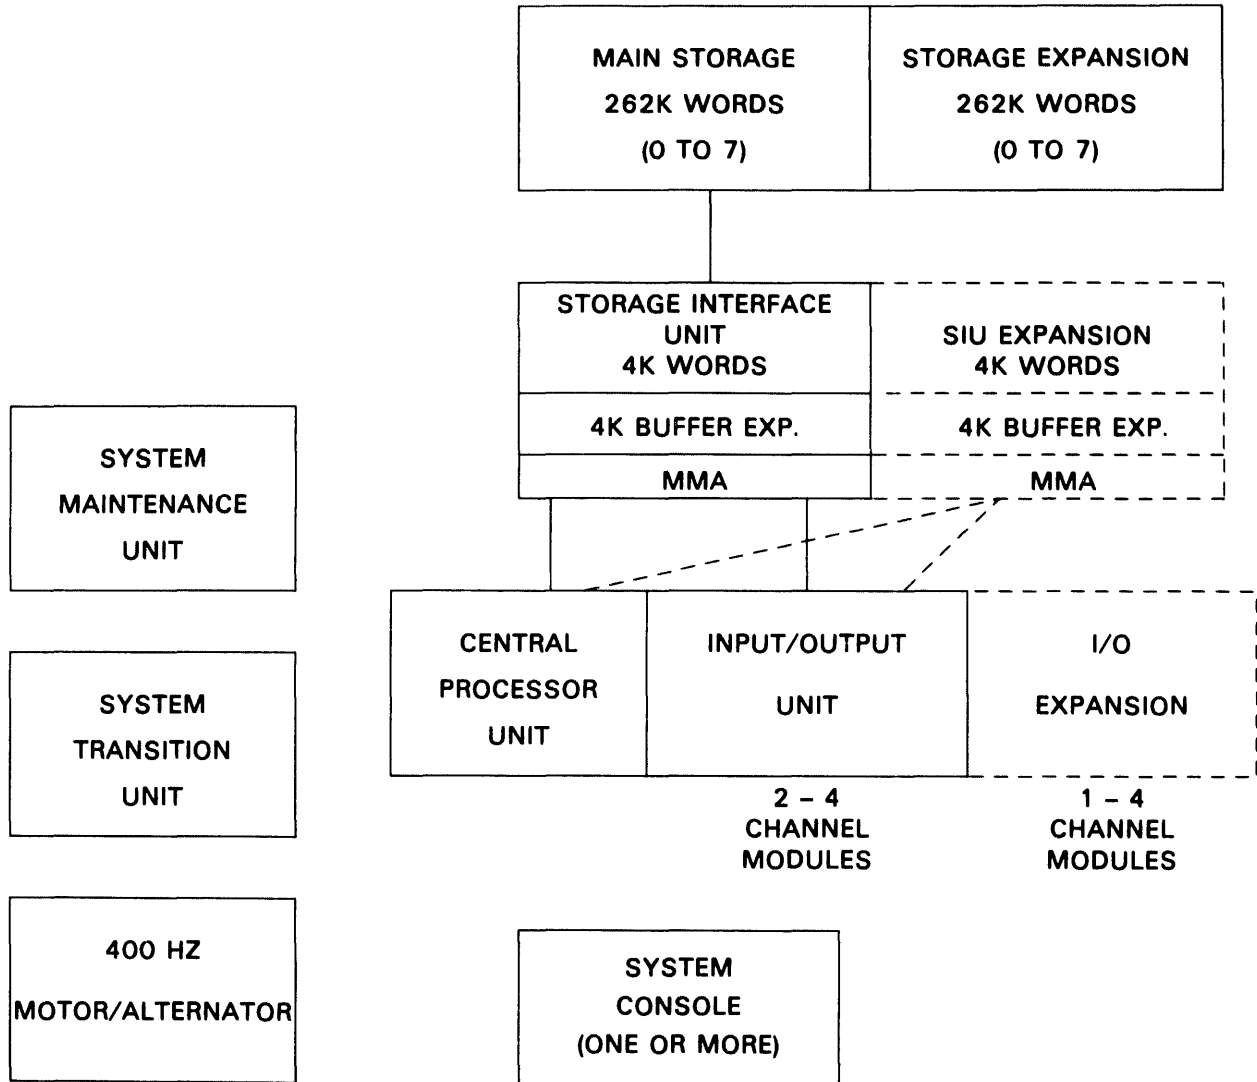 MAIN STORAGE
262K WORDS
(0 TO 7)
STORAGE EXPANSION
262K WORDS
(0 TO 7)
STORAGE INTERFACE
UNIT
4K WORDS
SIU EXPANSION
4K WORDS
4K BUFFER EXP.
4K BUFFER EXP.
MMA
MMA
SYSTEM
MAINTENANCE
UNIT
CENTRAL
PROCESSOR
UNIT
INPUT/OUTPUT
UNIT
I/O
EXPANSION
2 – 4
CHANNEL
MODULES
1 – 4
CHANNEL
MODULES
SYSTEM
TRANSITION
UNIT
400 HZ
MOTOR/ALTERNATOR
SYSTEM
CONSOLE
(ONE OR MORE)